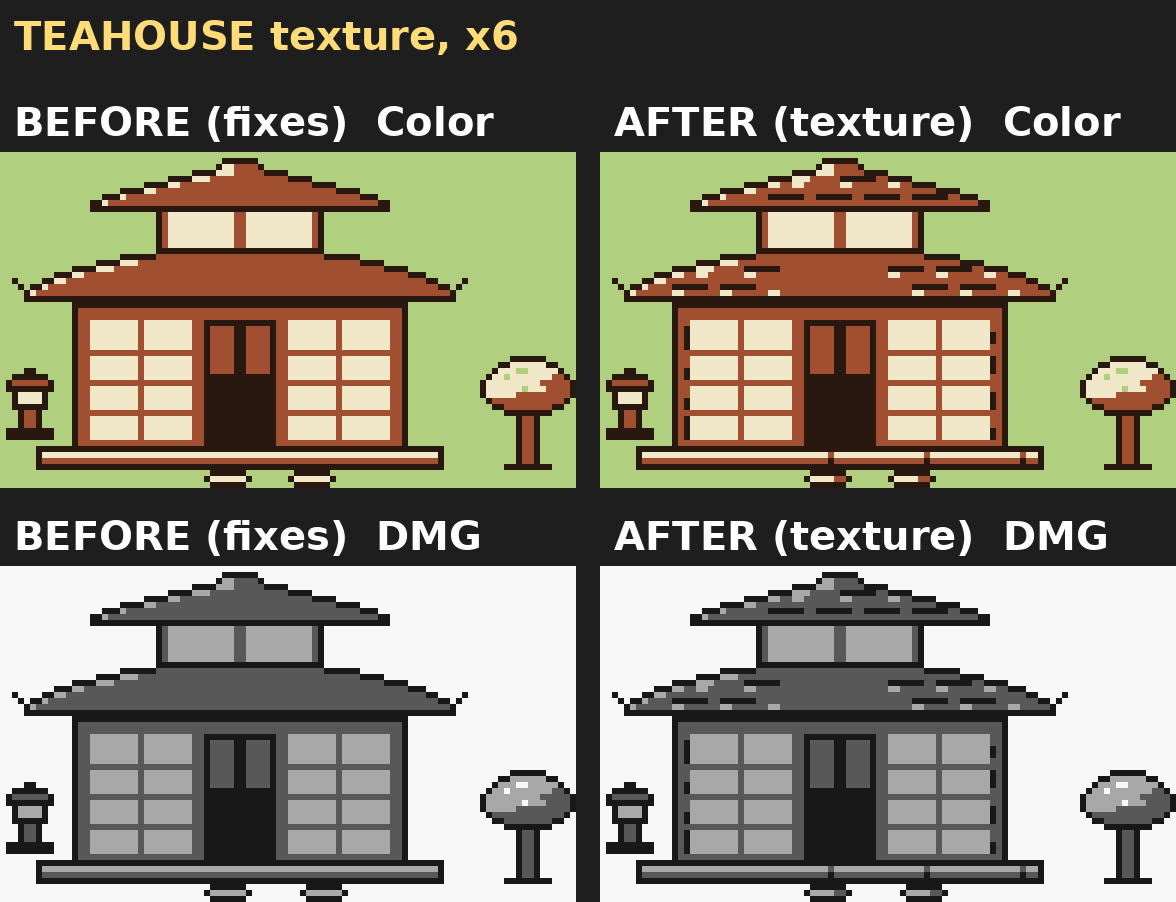 TEAHOUSE texture, x6
BEFORE (fixes)  Color
AFTER (texture)  Color
BEFORE (fixes)  DMG
AFTER (texture)  DMG